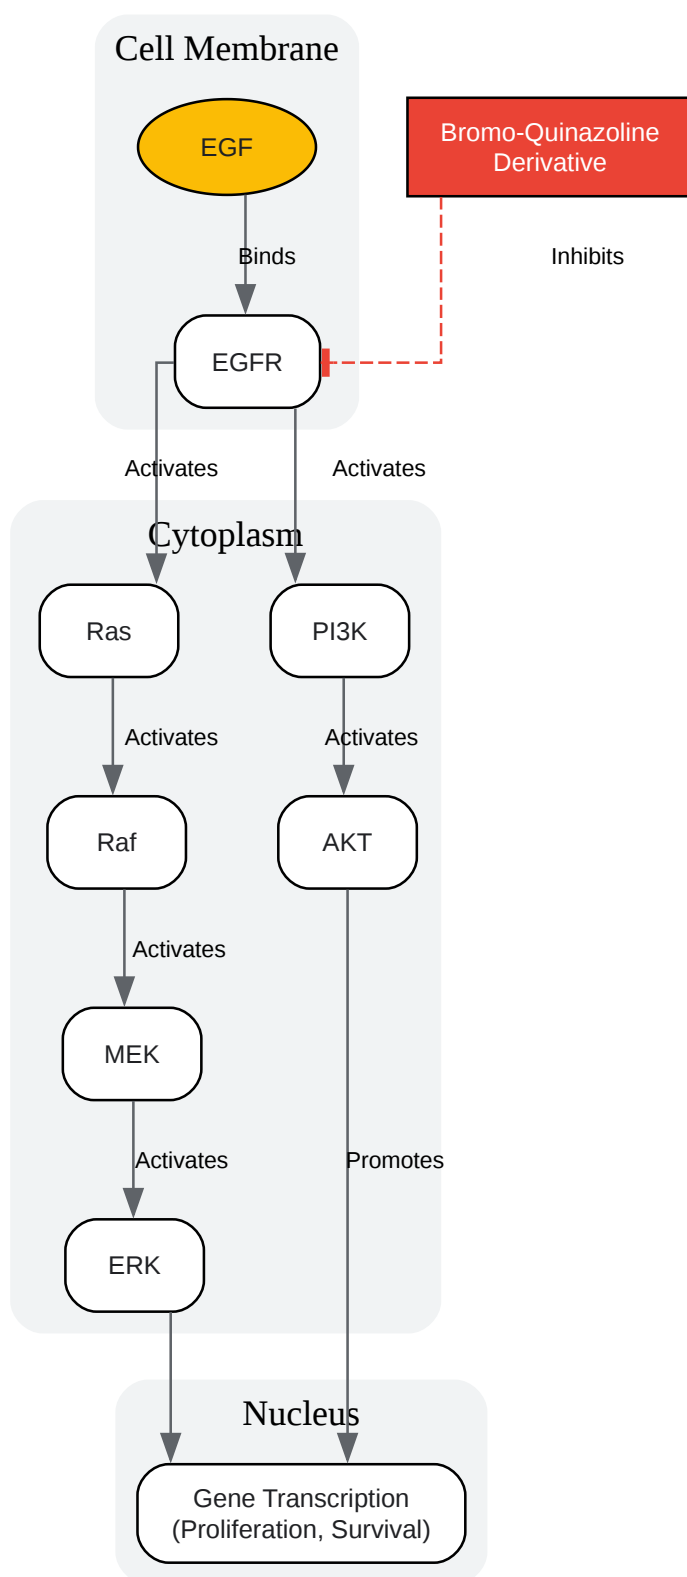 Cell Membrane
EGF
Bromo-Quinazoline
Derivative
Binds
Inhibits
EGFR
Activates
Activates
Cytoplasm
Ras
PI3K
Activates
Activates
Raf
AKT
Activates
MEK
Activates
Promotes
ERK
Nucleus
Gene Transcription
(Proliferation, Survival)